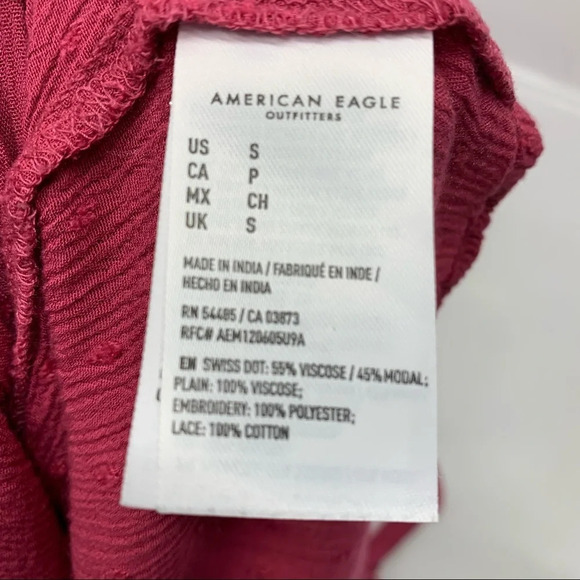 AMERICAN EAGLE
OUTFITTERS
US S
CA P
MX CH
UK S
MADE IN INDIA / FABRIQUÉ EN INDE /
HECHO EN INDIA
RN 54485 / CA 03873
RFC# AEM120605U9A
EN SWISS DOT: 55% VISCOSE / 45% MODAL;
PLAIN: 100% VISCOSE;
EMBROIDERY: 100% POLYESTER;
LACE: 100% COTTON